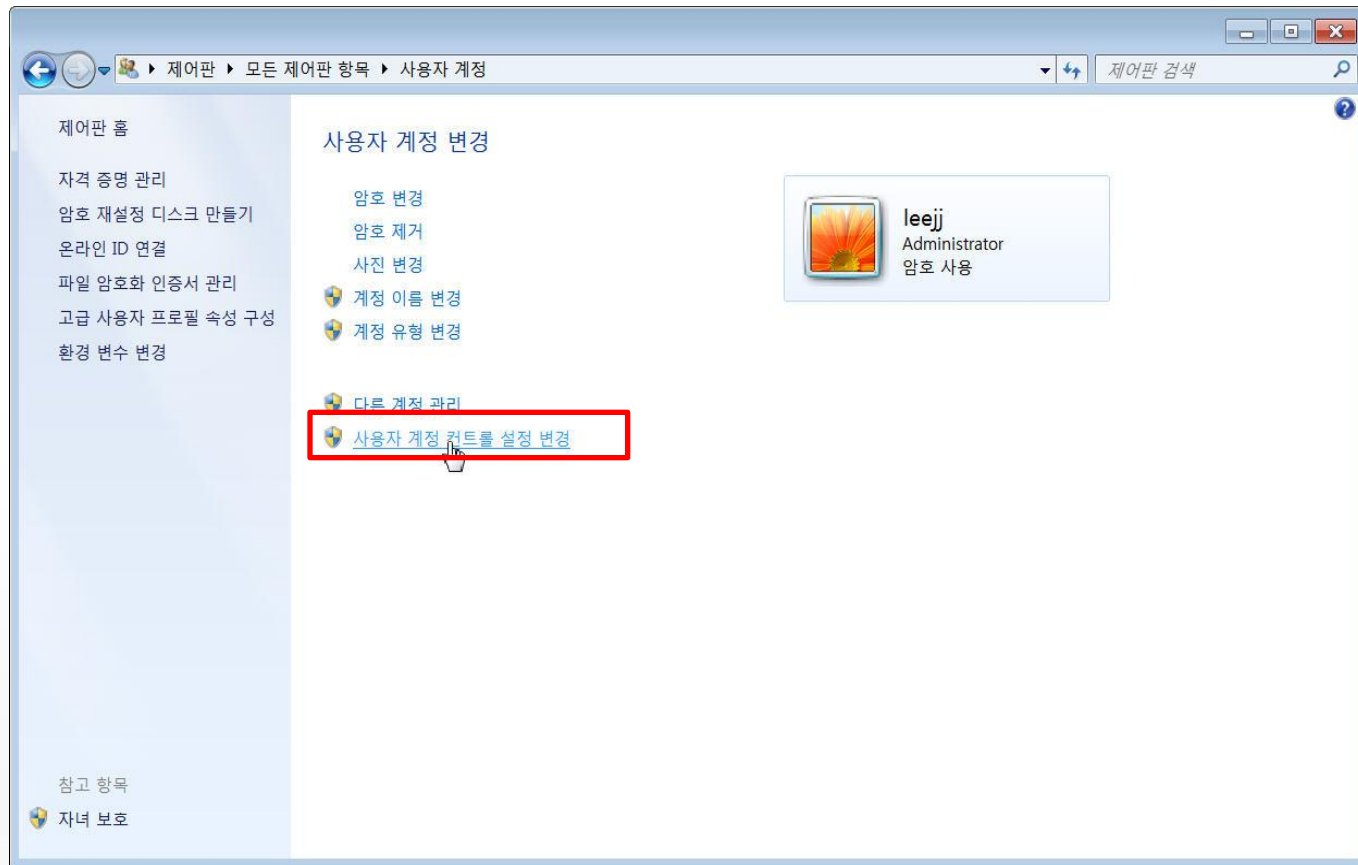 제어판 ▸ 모든 제어판 항목 ▸ 사용자 계정
제어판 검색
제어판 홈
자격 증명 관리
암호 재설정 디스크 만들기
온라인 ID 연결
파일 암호화 인증서 관리
고급 사용자 프로필 속성 구성
환경 변수 변경
사용자 계정 변경
암호 변경
암호 제거
사진 변경
계정 이름 변경
계정 유형 변경
다른 계정 관리
사용자 계정 컨트롤 설정 변경
leejj
Administrator
암호 사용
참고 항목
자녀 보호